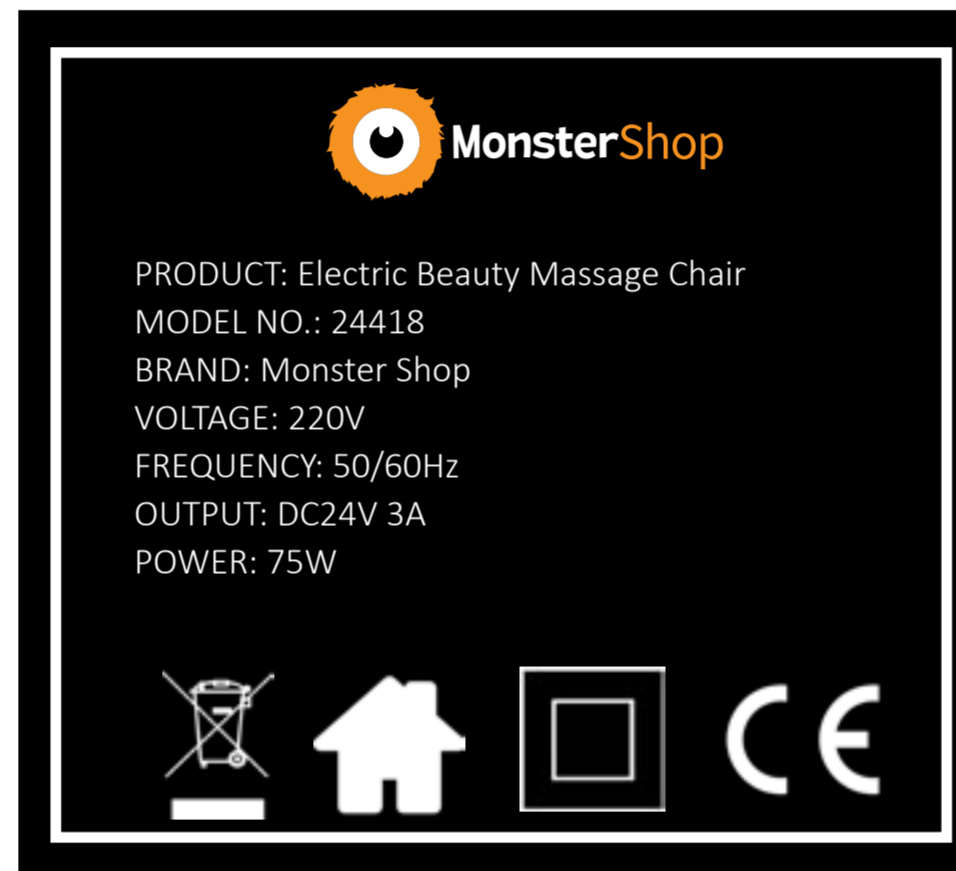 MonsterShop
PRODUCT: Electric Beauty Massage Chair
MODEL NO.: 24418
BRAND: Monster Shop
VOLTAGE: 220V
FREQUENCY: 50/60Hz
OUTPUT: DC24V 3A
POWER: 75W
CE